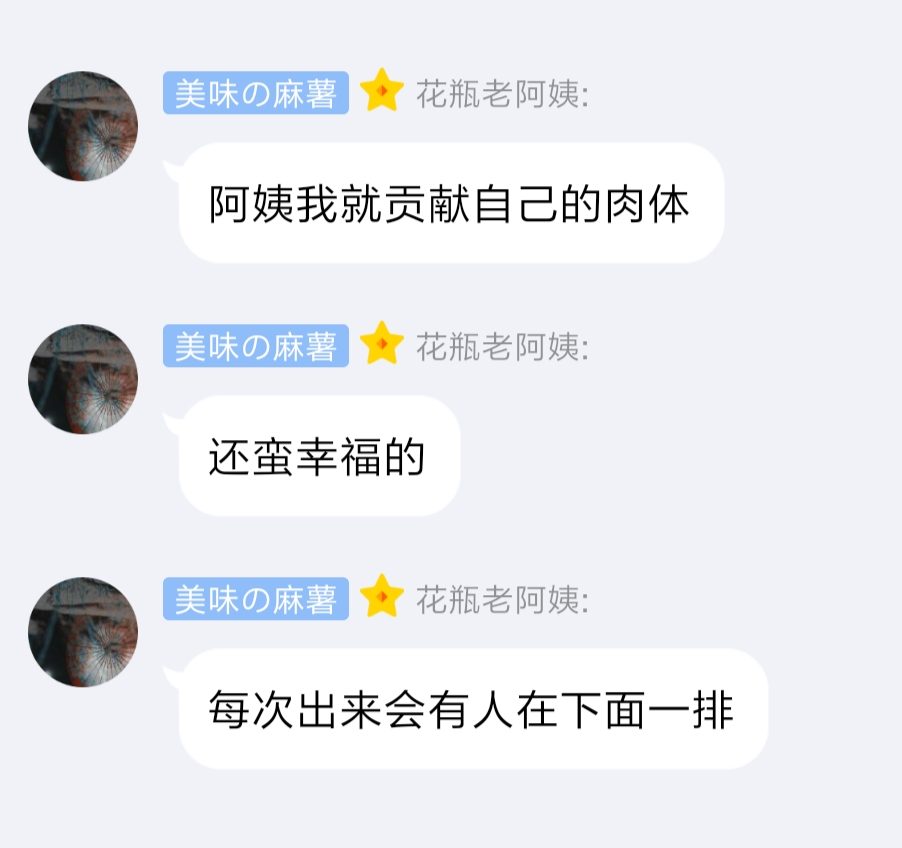 美味の麻薯 花瓶老阿姨:
阿姨我就贡献自己的肉体
美味の麻薯 花瓶老阿姨:
还蛮幸福的
美味の麻薯 花瓶老阿姨:
每次出来会有人在下面一排